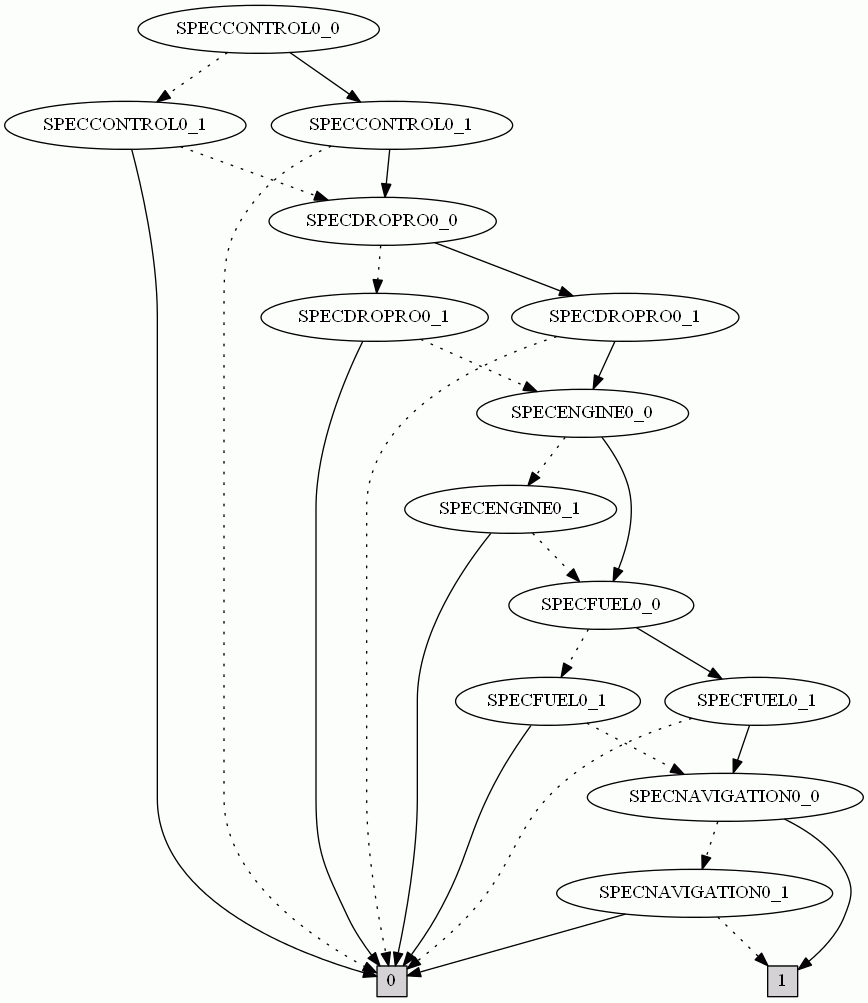 SPECCONTROL0_0
SPECCONTROL0_1
SPECCONTROL0_1
SPECDROPRO0_0
SPECDROPRO0_1
SPECDROPRO0_1
SPECENGINE0_0
SPECENGINE0_1
SPECFUEL0_0
SPECFUEL0_1
SPECFUEL0_1
SPECNAVIGATION0_0
SPECNAVIGATION0_1
0
1